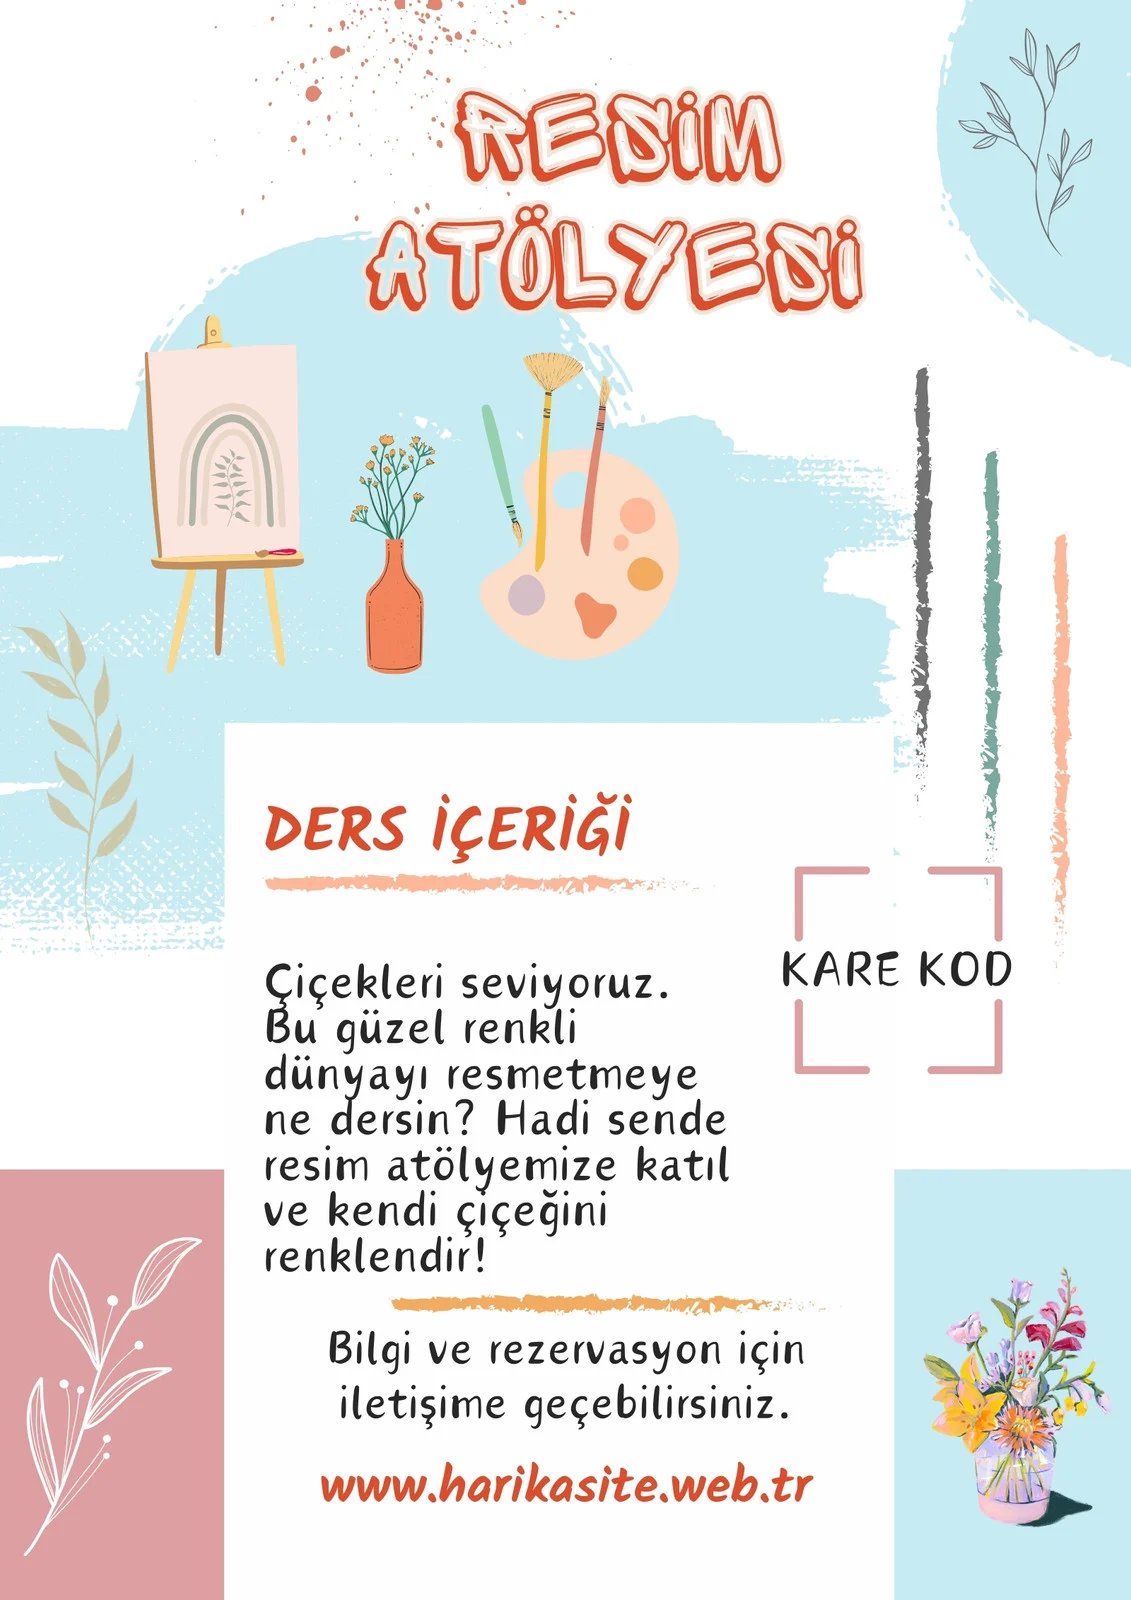 RESİM
ATÖLYESİ
DERS İÇERİĞİ
KARE KOD
Çiçekleri seviyoruz.
Bu güzel renkli
dünyayı resmetmeye
ne dersin? Hadi sende
resim atölyemize katıl
ve kendi çiçeğini
renklendir!
Bilgi ve rezervasyon için
iletişime geçebilirsiniz.
www.harikasite.web.tr